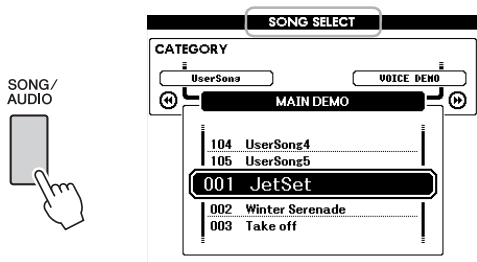 SONG SELECT
CATEGORY
UserSong
VOICE DEMO
SONG/
AUDIO
MAIN DEMO
104 UserSong4
105 UserSong5
001 JetSet
002 Winter Serenade
003 Take off